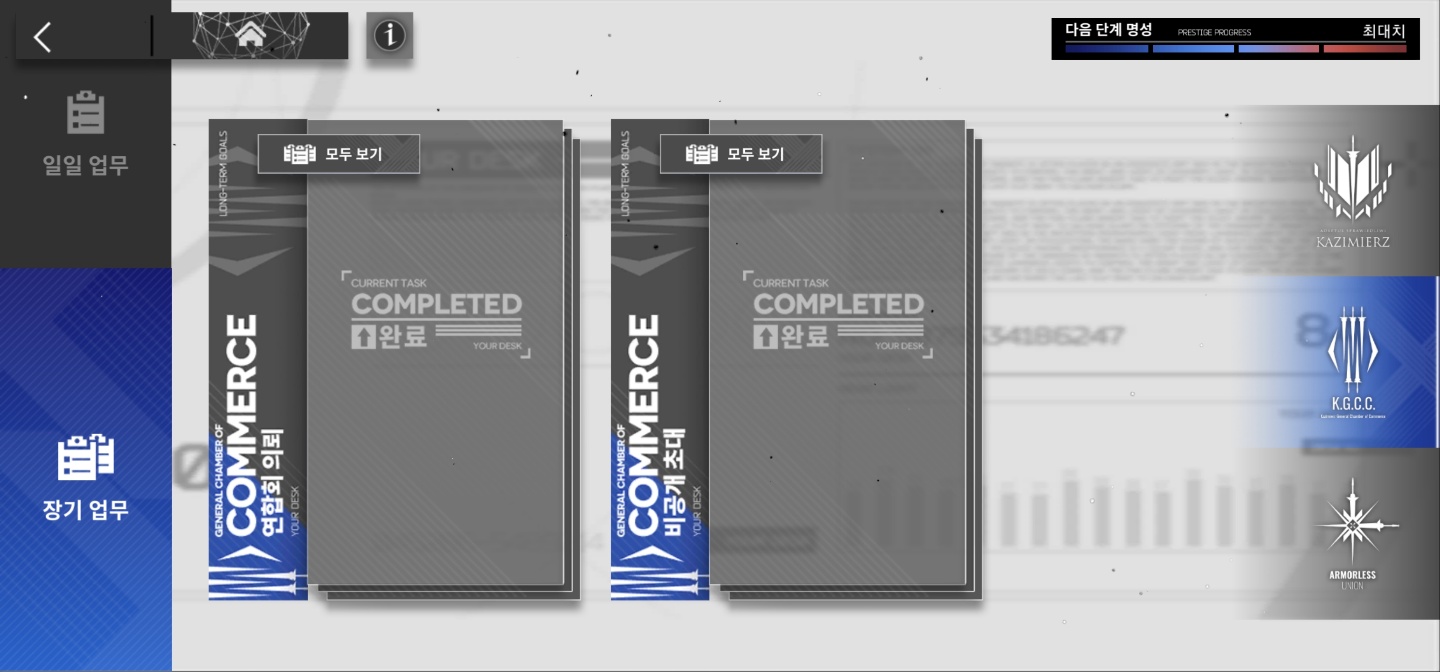 다음 단계 명성
PRESTIGE PROGRESS
최대치
일일 업무
장기 업무
LONG-TERM GOALS
모두 보기
CURRENT TASK
COMPLETED
완료
YOUR DESK
GENERAL CHAMBER OF
COMMERCE
연합회 의뢰
YOUR DESK
LONG-TERM GOALS
모두 보기
CURRENT TASK
COMPLETED
완료
YOUR DESK
GENERAL CHAMBER OF
COMMERCE
비공개 초대
YOUR DESK
34186247
KAZIMIERZ
K.G.C.C.
ARMORLESS
UNION